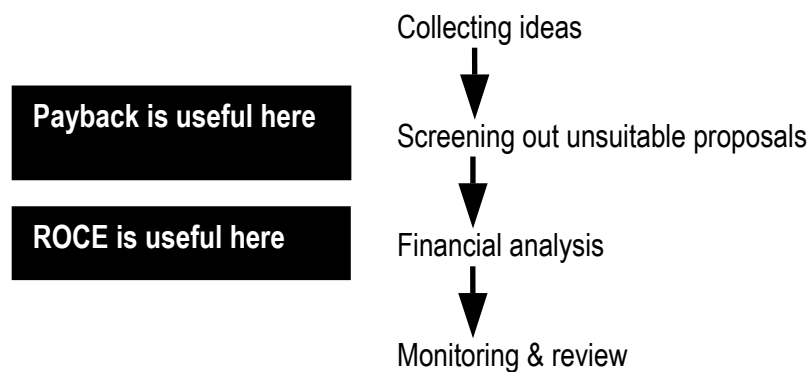 Collecting ideas
Payback is useful here
Screening out unsuitable proposals
ROCE is useful here
Financial analysis
Monitoring & review